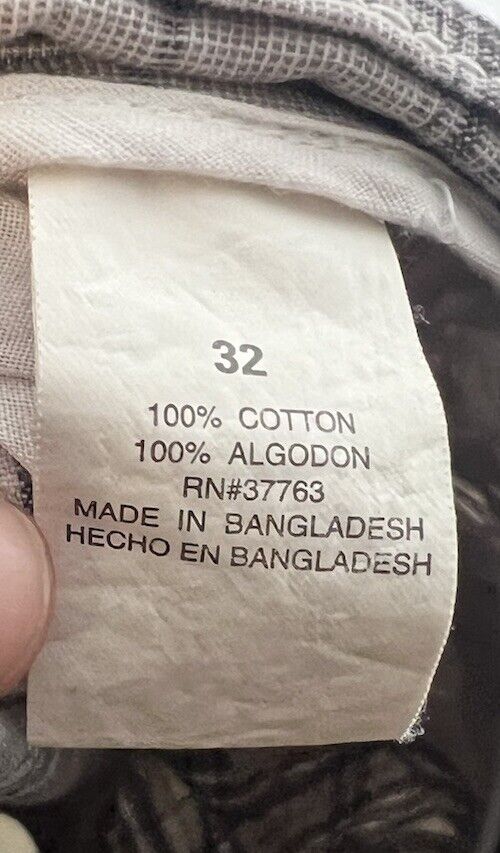 32
100% COTTON
100% ALGODON
RN#37763
MADE IN BANGLADESH
HECHO EN BANGLADESH